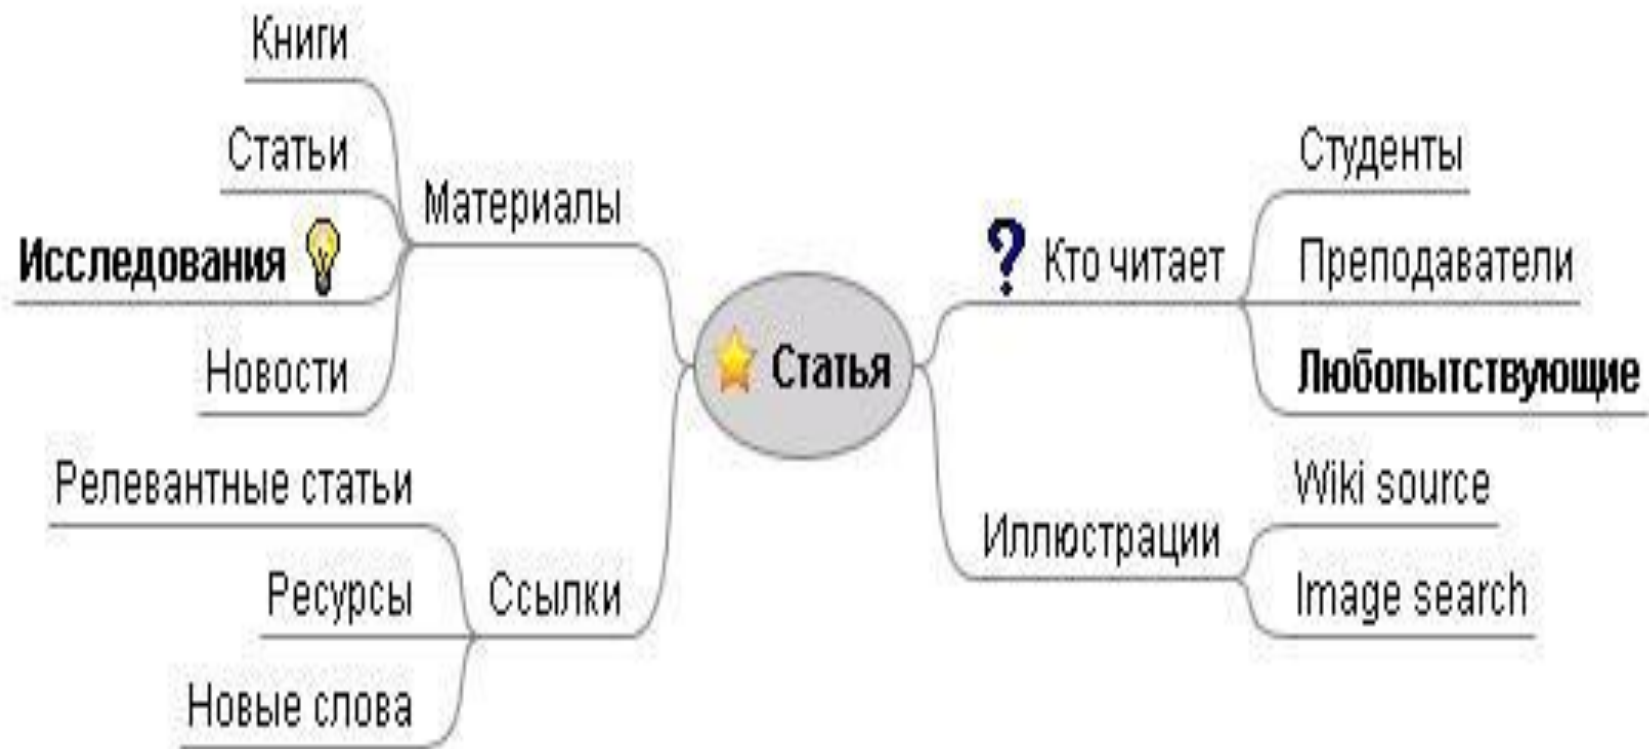 Книги
Статьи
Исследования
Новости
Материалы
Релевантные статьи
Ресурсы
Новые слова
Ссылки
Статья
Кто читает
Студенты
Преподаватели
Любопытствующие
Иллюстрации
Wiki source
Image search